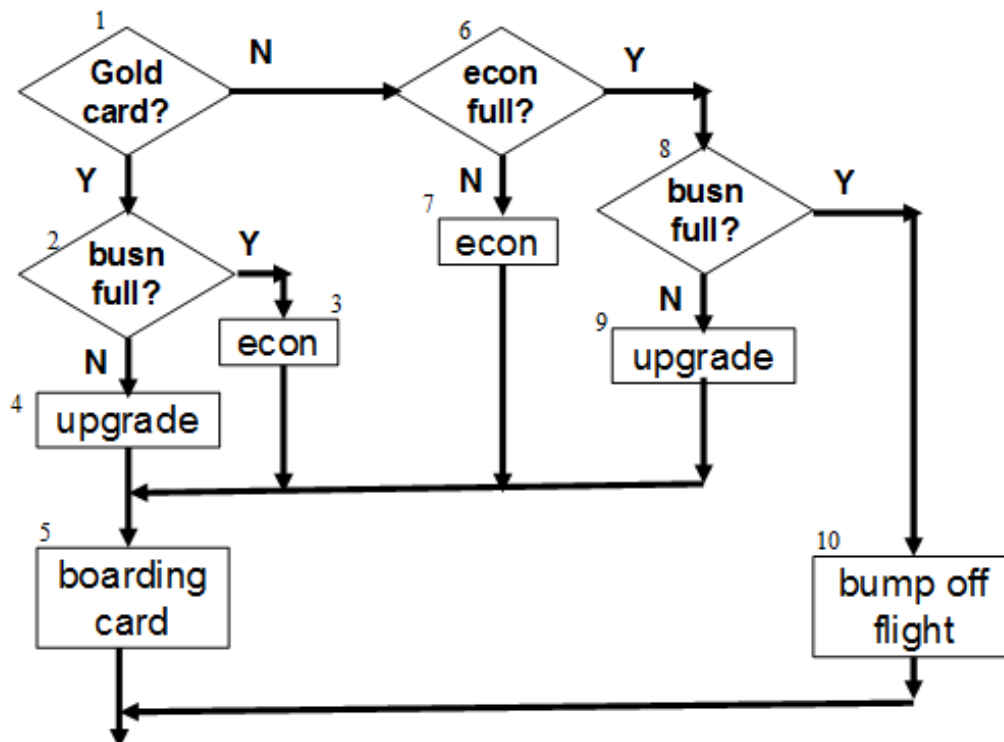 1
Gold
card?
N
6
econ
full?
Y
Y
N
8
busn
full?
Y
7
econ
2
busn
full?
Y
3
econ
N
9
upgrade
N
4
upgrade
5
boarding
card
10
bump off
flight